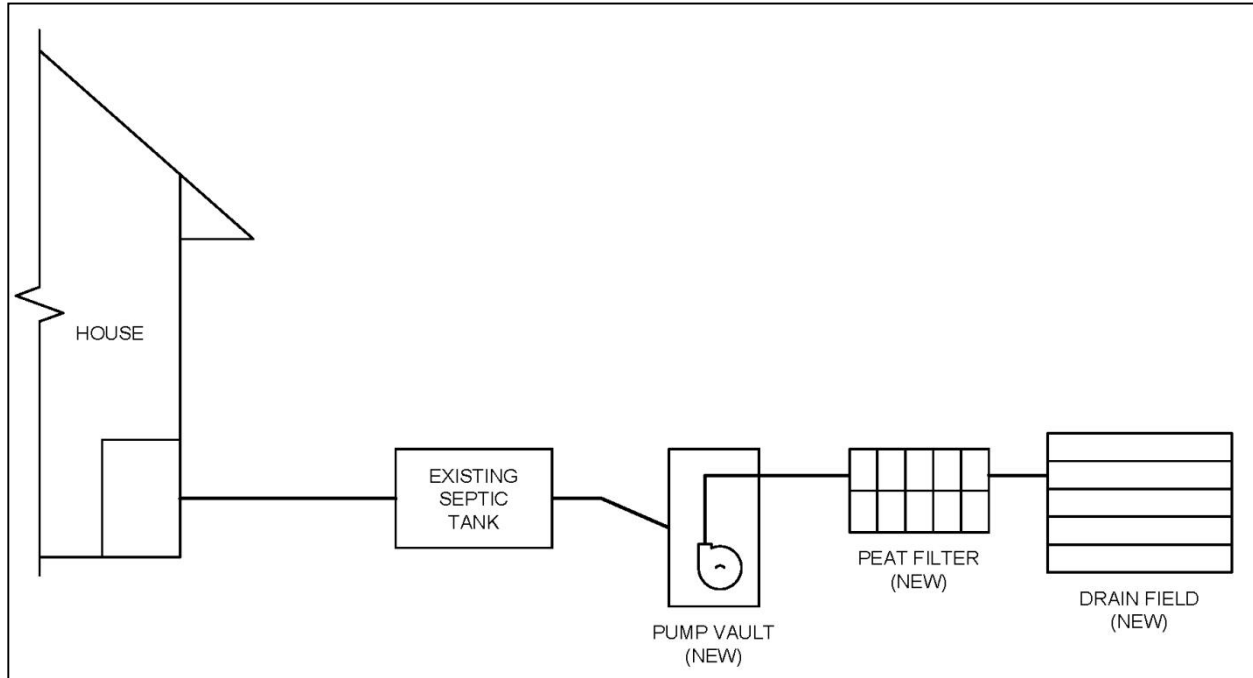 HOUSE
EXISTING
SEPTIC
TANK
PUMP VAULT
(NEW)
PEAT FILTER
(NEW)
DRAIN FIELD
(NEW)